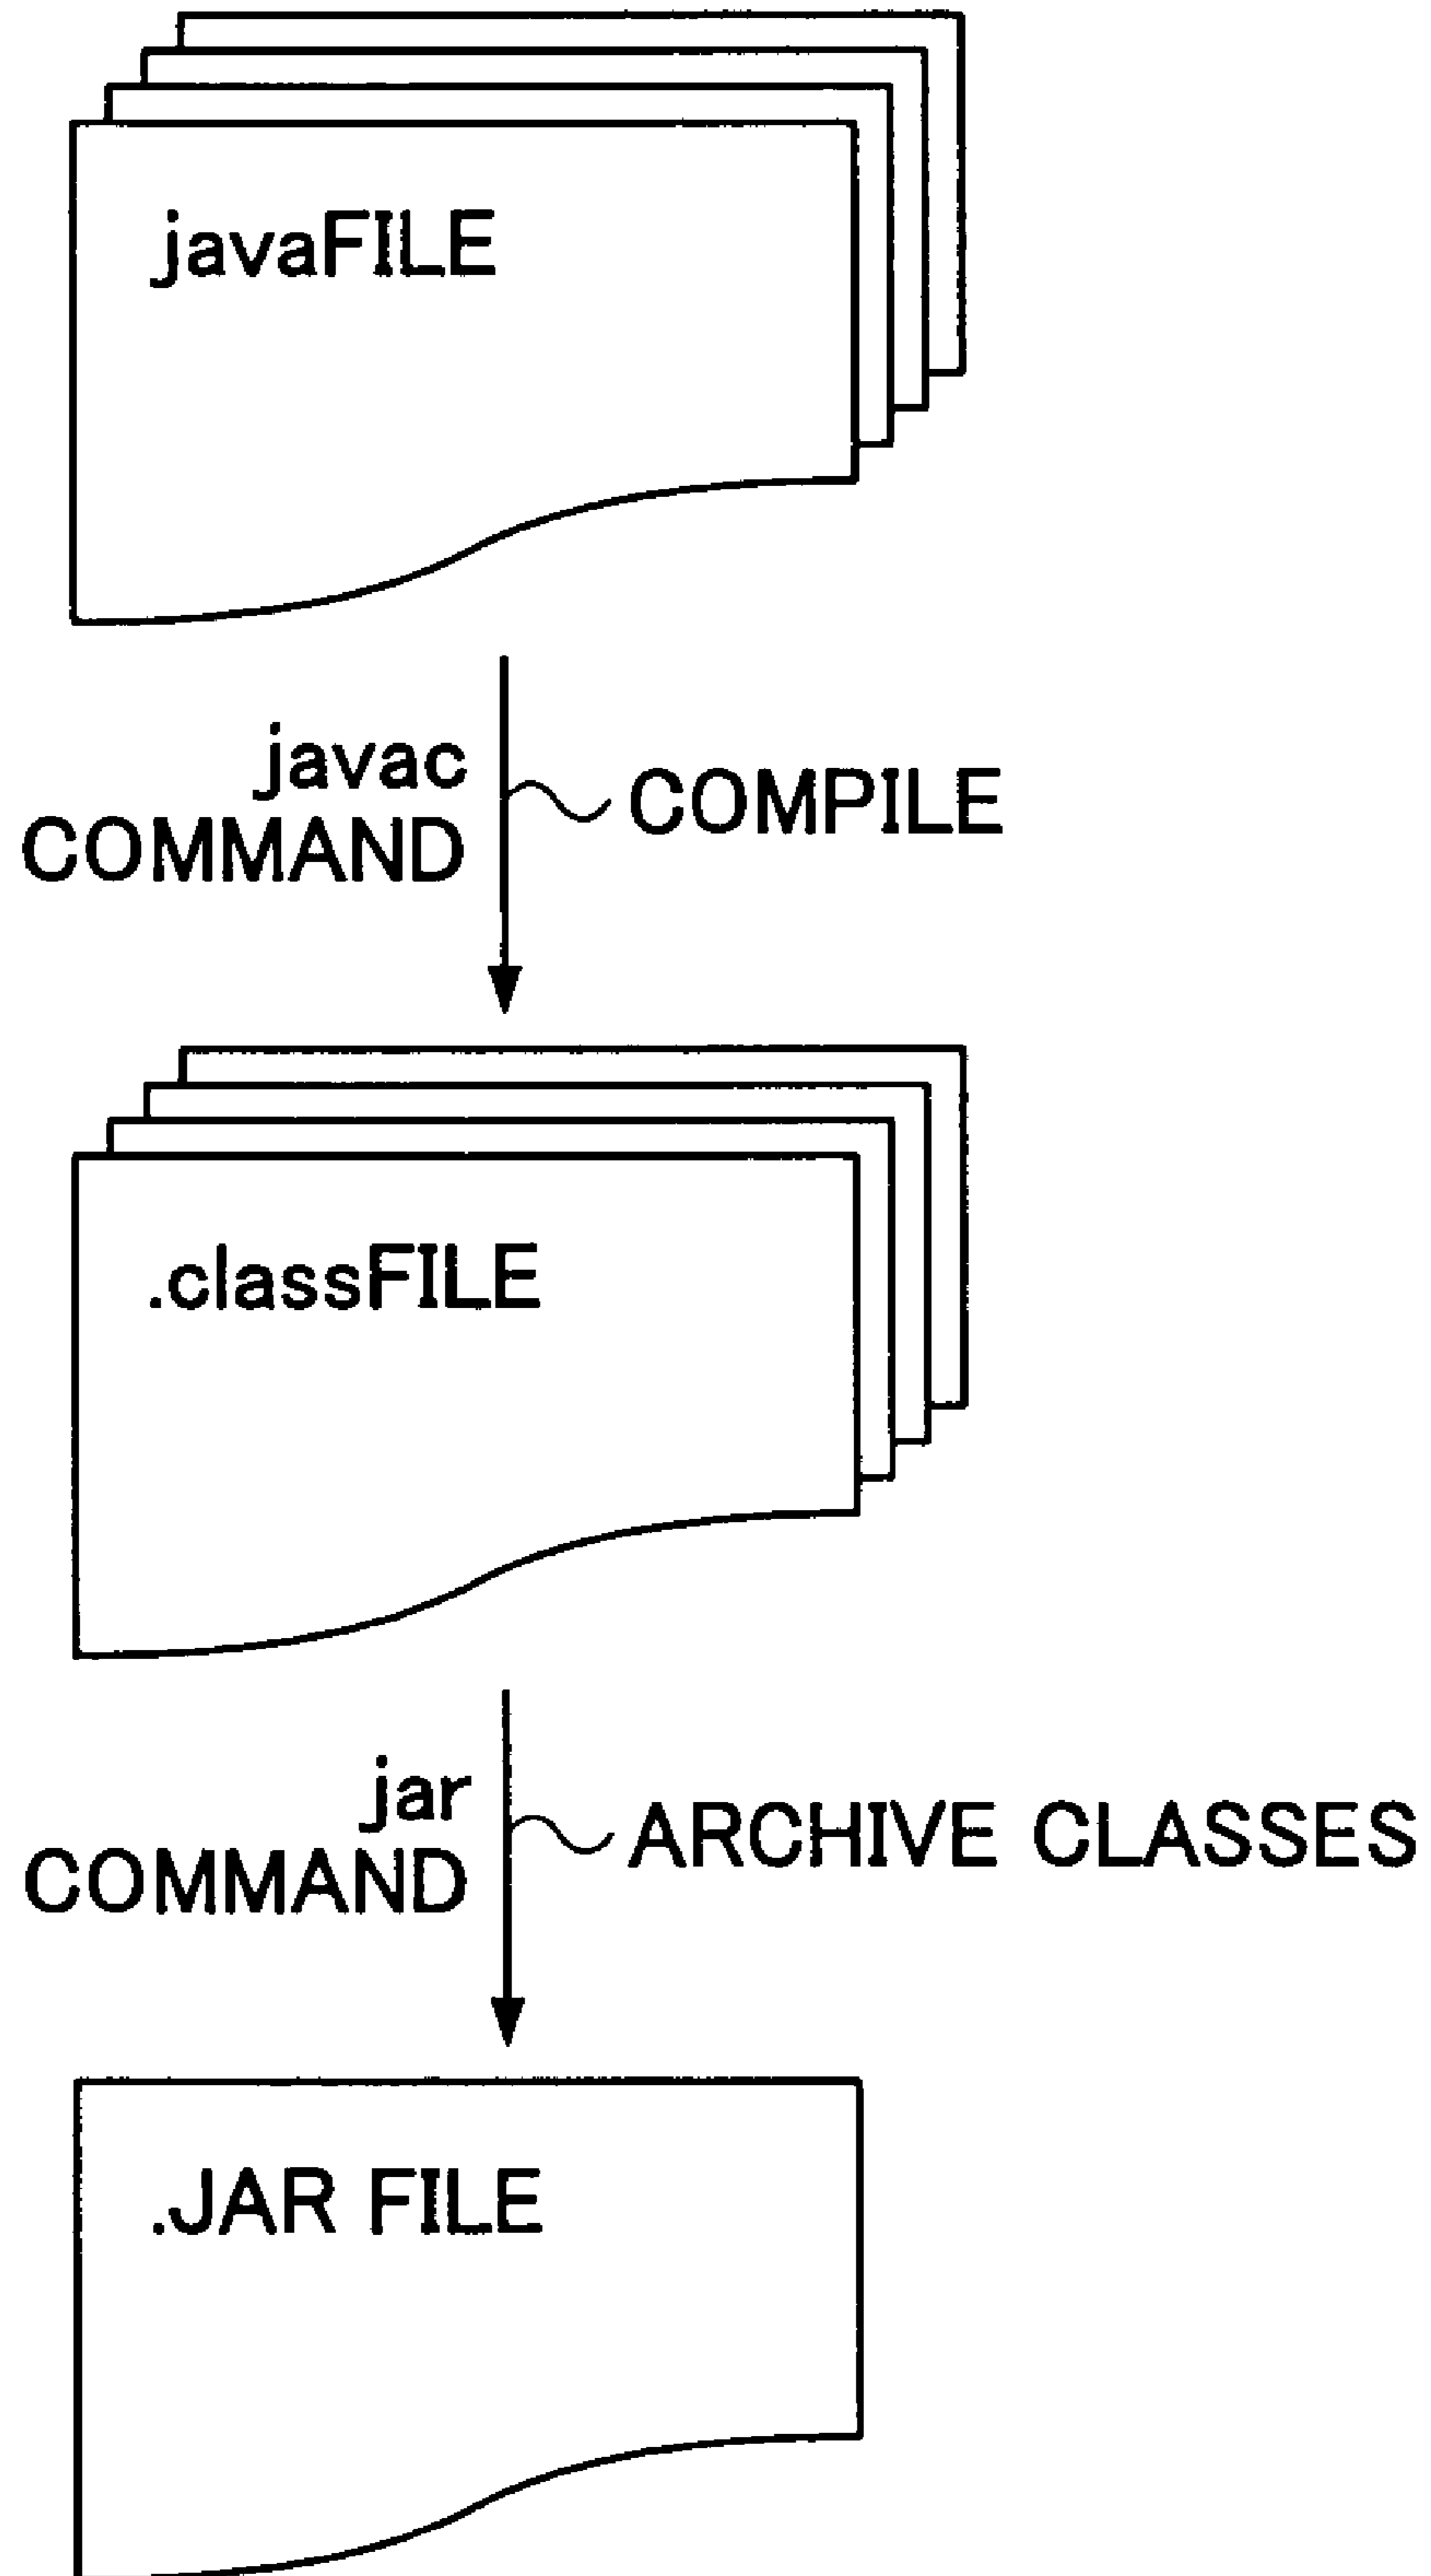 javaFILE
javac
COMMAND
COMPILE
.classFILE
jar
COMMAND
ARCHIVE CLASSES
.JAR FILE